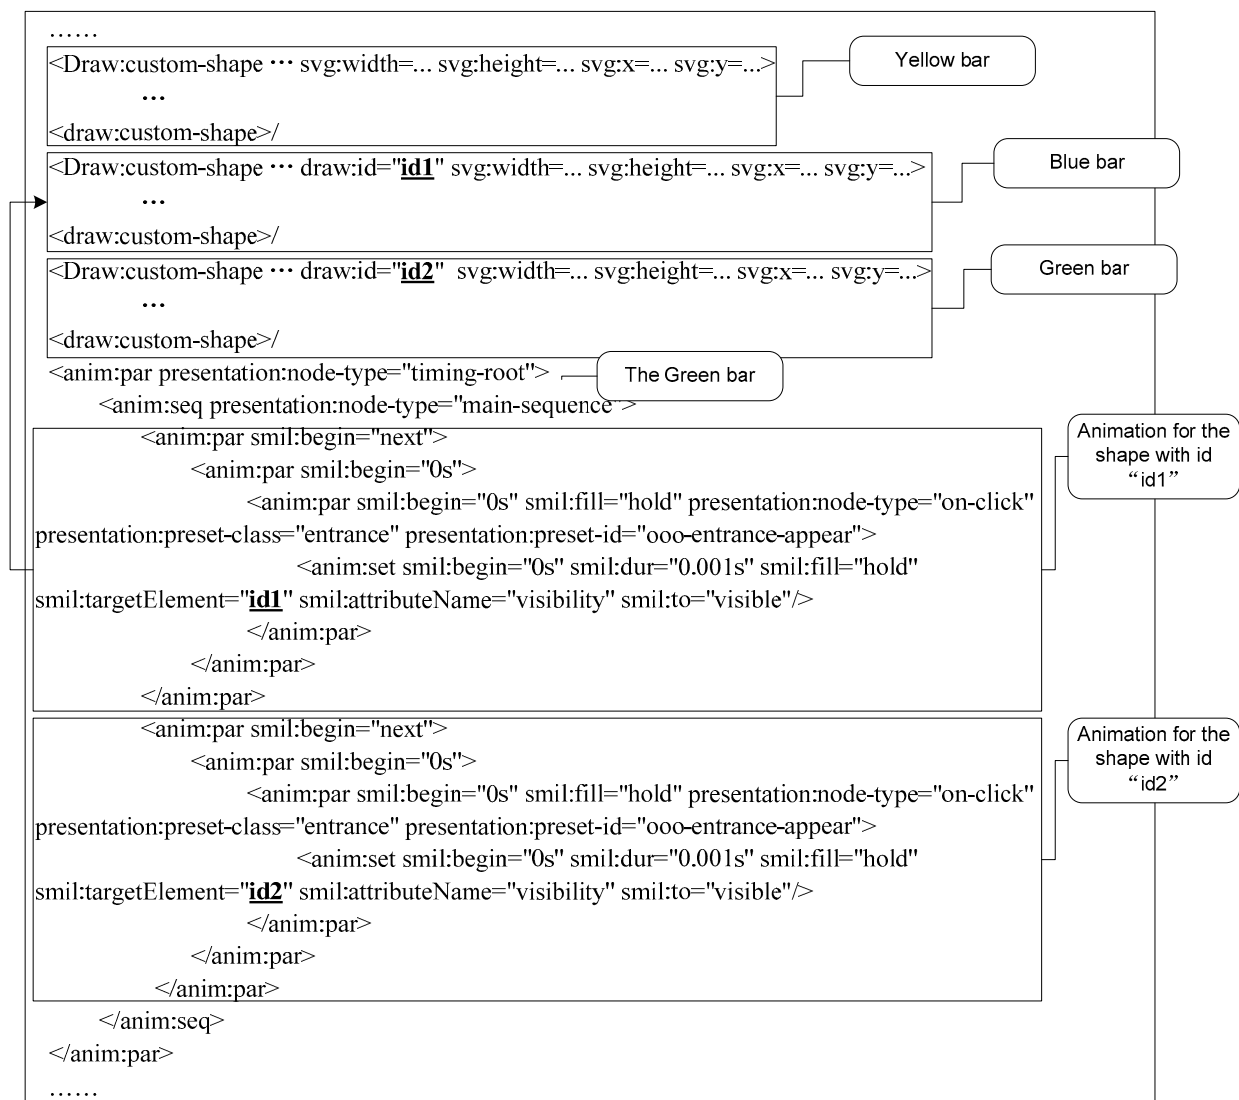 ......
<Draw:custom-shape ··· svg:width=... svg:height=... svg:x=... svg:y=...>
Yellow bar
...
<draw:custom-shape>/
<Draw:custom-shape ··· draw:id="id1" svg:width=... svg:height=... svg:x=... svg:y=...>
Blue bar
...
<draw:custom-shape>/
<Draw:custom-shape ··· draw:id="id2" svg:width=... svg:height=... svg:x=... svg:y=...>
Green bar
...
<draw:custom-shape>/
<anim:par presentation:node-type="timing-root">
The Green bar
<anim:seq presentation:node-type="main-sequence">
<anim:par smil:begin="next">
<anim:par smil:begin="0s">
<anim:par smil:begin="0s" smil:fill="hold" presentation:node-type="on-click"
presentation:preset-class="entrance" presentation:preset-id="ooo-entrance-appear">
<anim:set smil:begin="0s" smil:dur="0.001s" smil:fill="hold"
smil:targetElement="id1" smil:attributeName="visibility" smil:to="visible"/>
</anim:par>
</anim:par>
</anim:par>
Animation for the
shape with id
“id1”
<anim:par smil:begin="next">
<anim:par smil:begin="0s">
<anim:par smil:begin="0s" smil:fill="hold" presentation:node-type="on-click"
presentation:preset-class="entrance" presentation:preset-id="ooo-entrance-appear">
<anim:set smil:begin="0s" smil:dur="0.001s" smil:fill="hold"
smil:targetElement="id2" smil:attributeName="visibility" smil:to="visible"/>
</anim:par>
</anim:par>
</anim:par>
Animation for the
shape with id
“id2”
</anim:seq>
</anim:par>
......